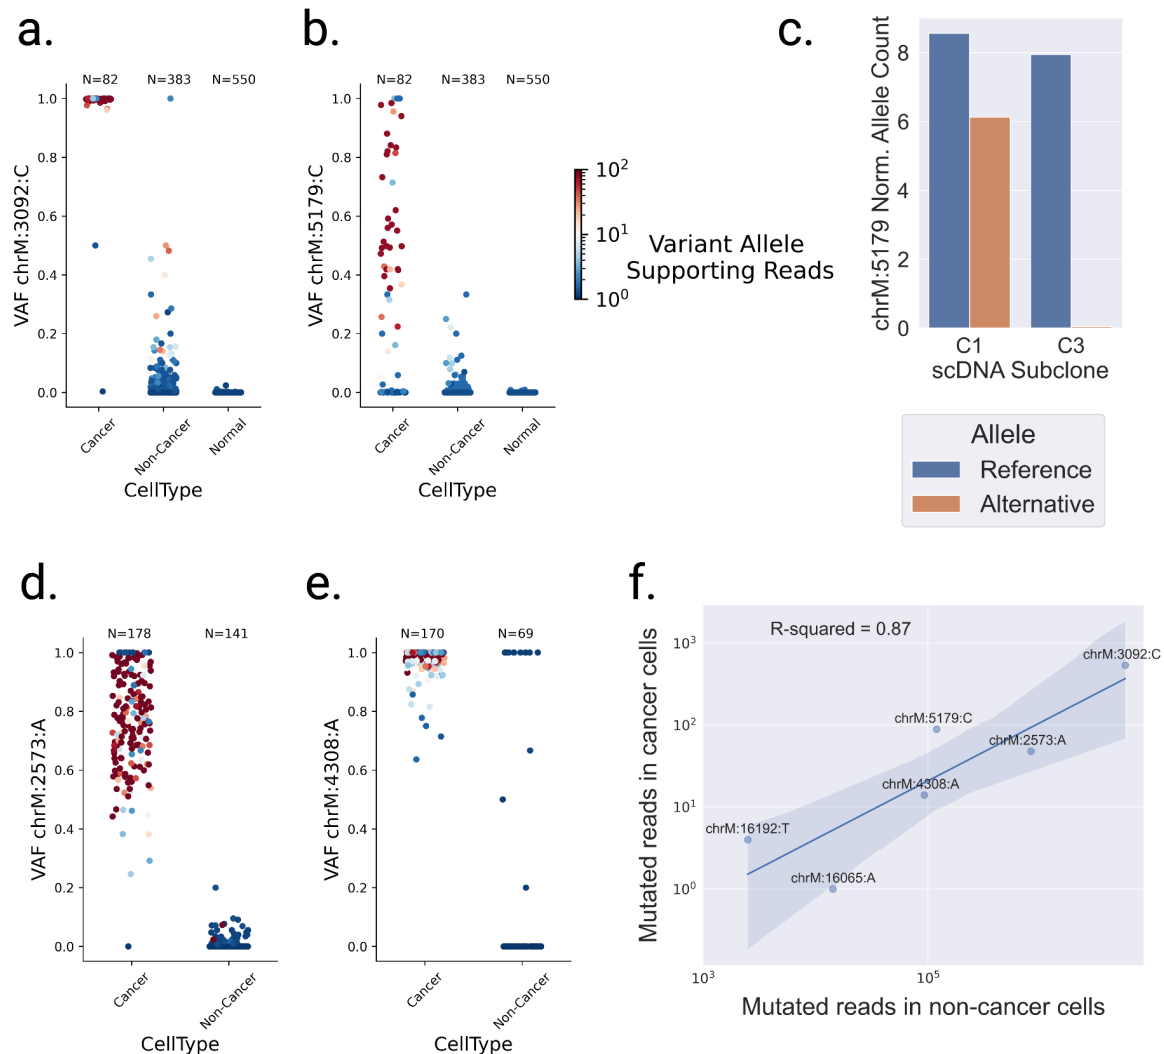 a.
N=82 N=383 N=550
1.0
0.8
0.6
0.4
0.2
0.0
VAF chrM:3092:C
Cancer
Non-Cancer
Normal
CellType
b.
N=82 N=383 N=550
1.0
0.8
0.6
0.4
0.2
0.0
VAF chrM:5179:C
Cancer
Non-Cancer
Normal
CellType
10²
10¹
10⁰
Variant Allele
Supporting Reads
c.
8
6
4
2
0
chrM:5179 Norm. Allele Count
C1 C3
scDNA Subclone
Allele
Reference
Alternative
d.
N=178 N=141
1.0
0.8
0.6
0.4
0.2
0.0
VAF chrM:2573:A
Cancer
Non-Cancer
CellType
e.
N=170 N=69
1.0
0.8
0.6
0.4
0.2
0.0
VAF chrM:4308:A
Cancer
Non-Cancer
CellType
f.
R-squared = 0.87
10³
10²
10¹
10⁰
Mutated reads in cancer cells
chrM:3092:C
chrM:5179:C
chrM:2573:A
chrM:4308:A
chrM:16192:T
chrM:16065:A
10³ 10⁵
Mutated reads in non-cancer cells